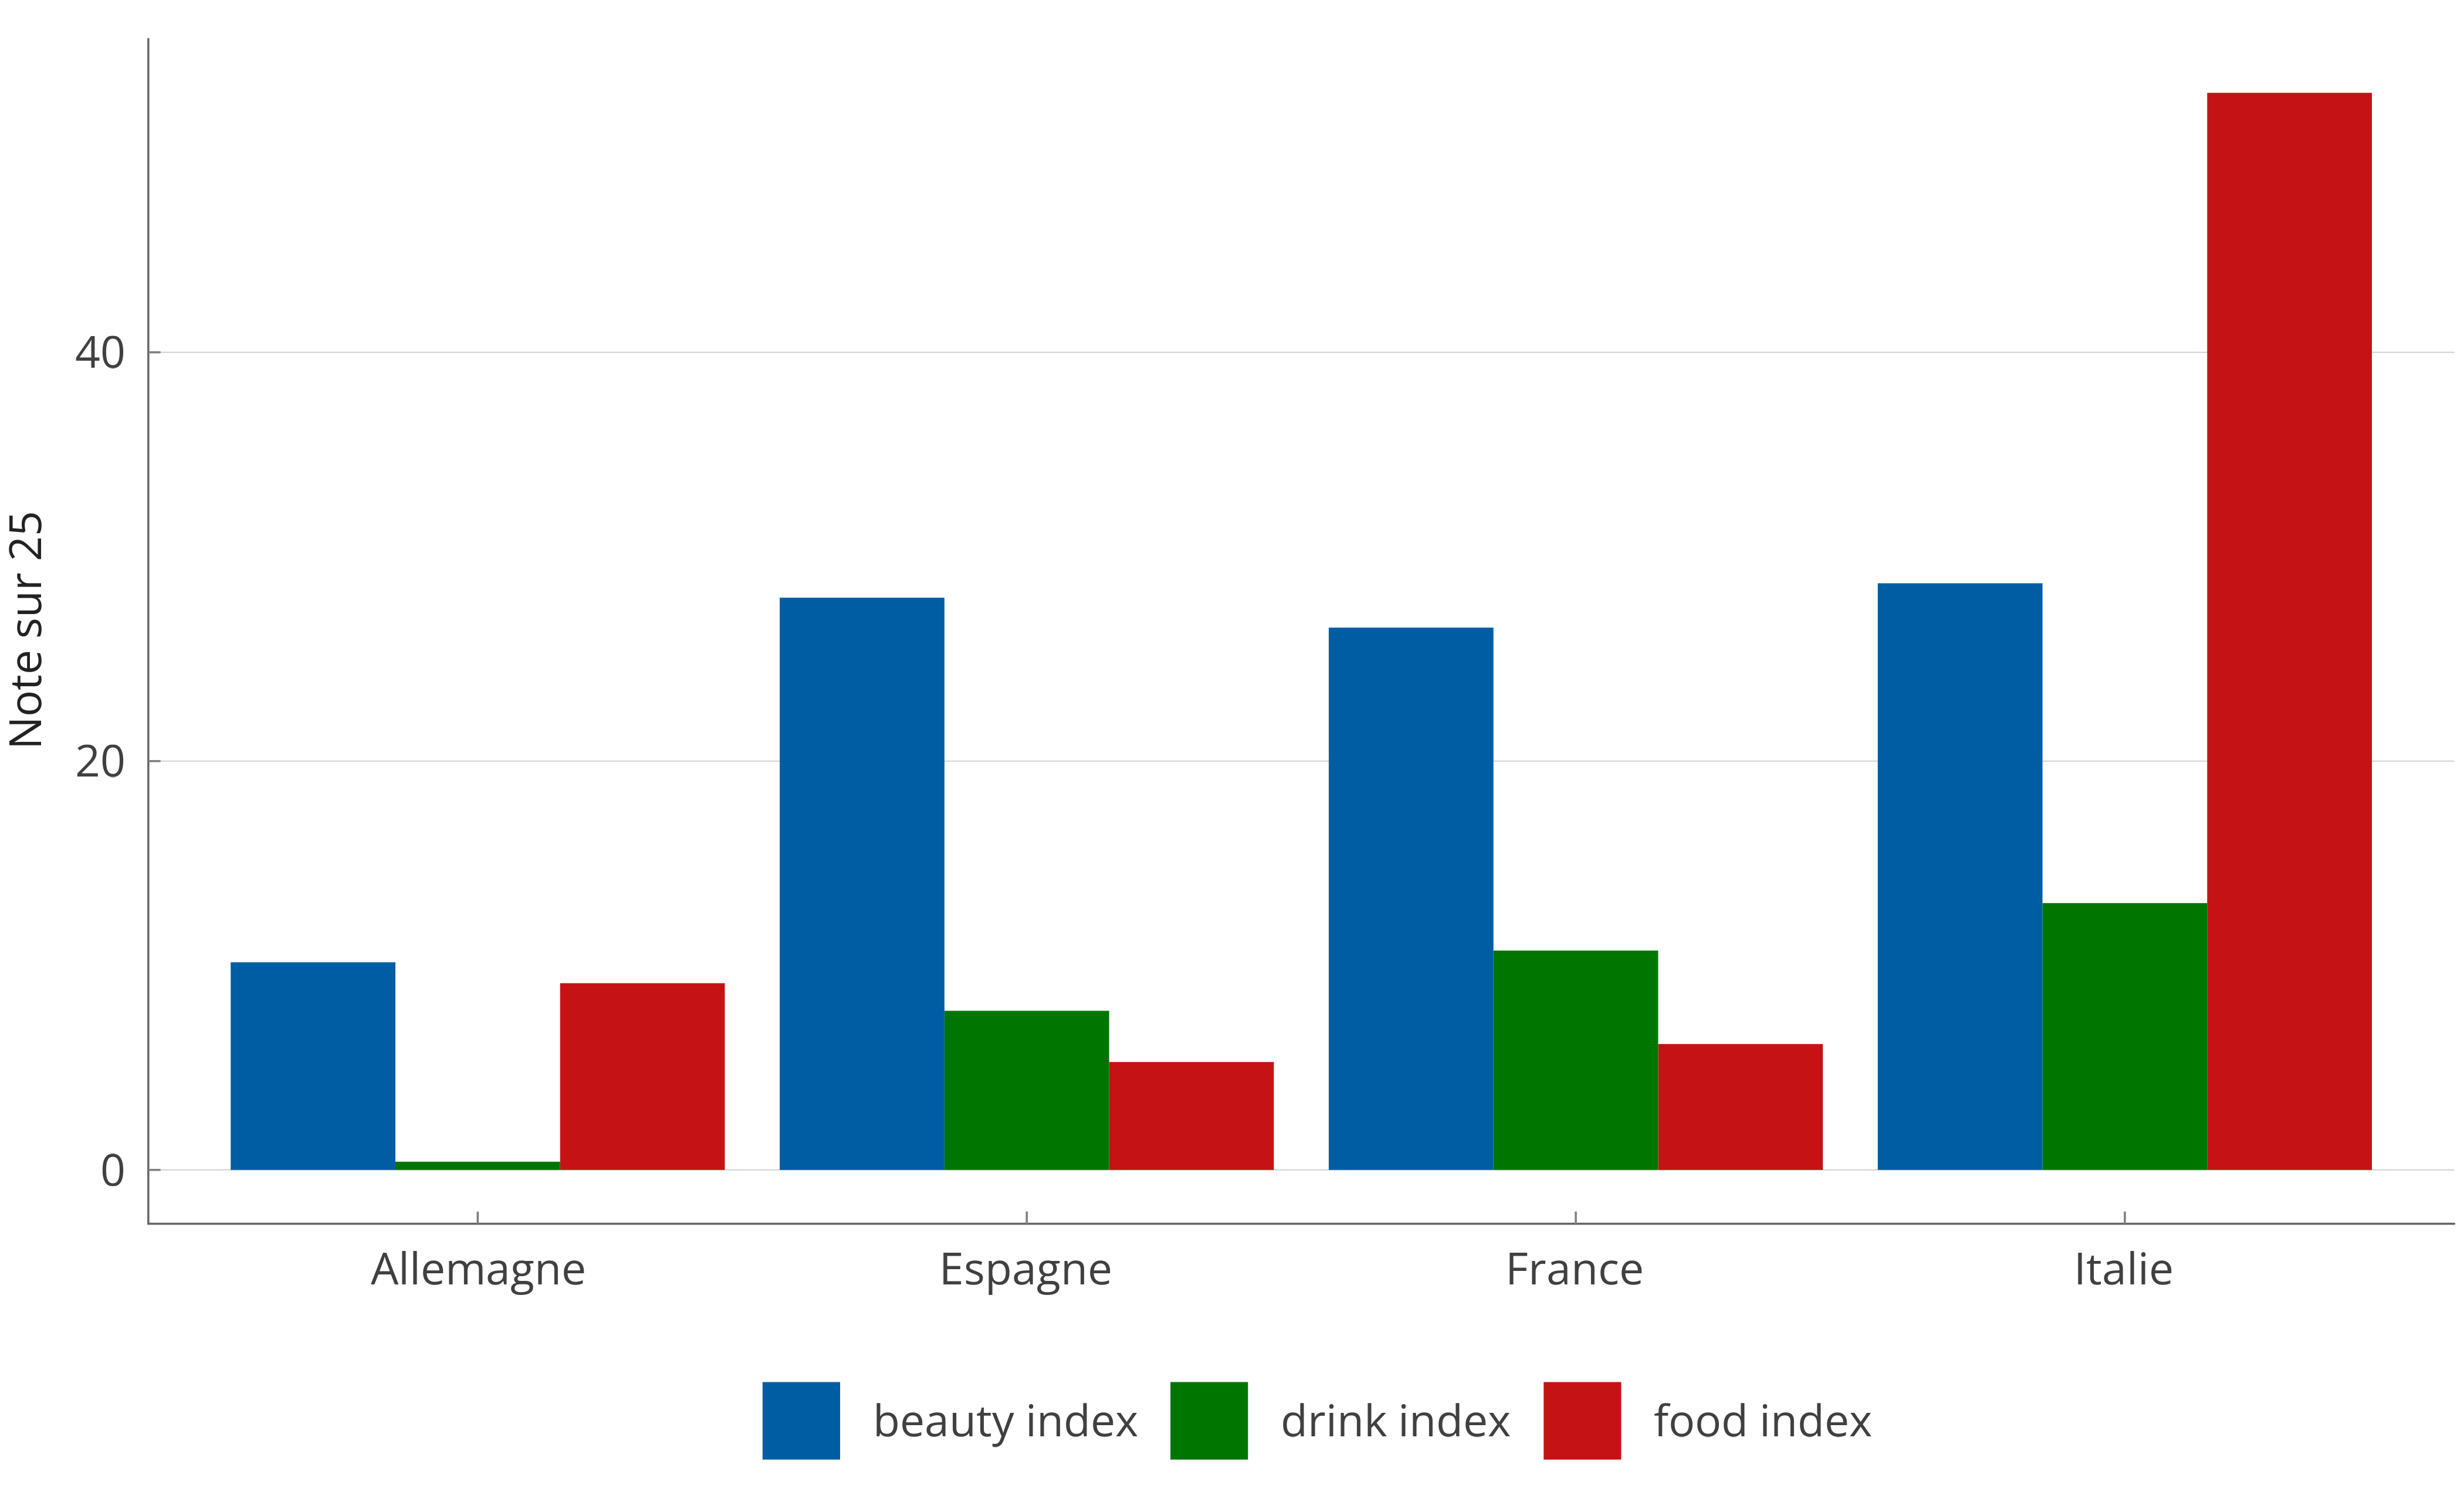 Note sur 25
40
20
0
Allemagne Espagne France Italie
beauty index drink index food index